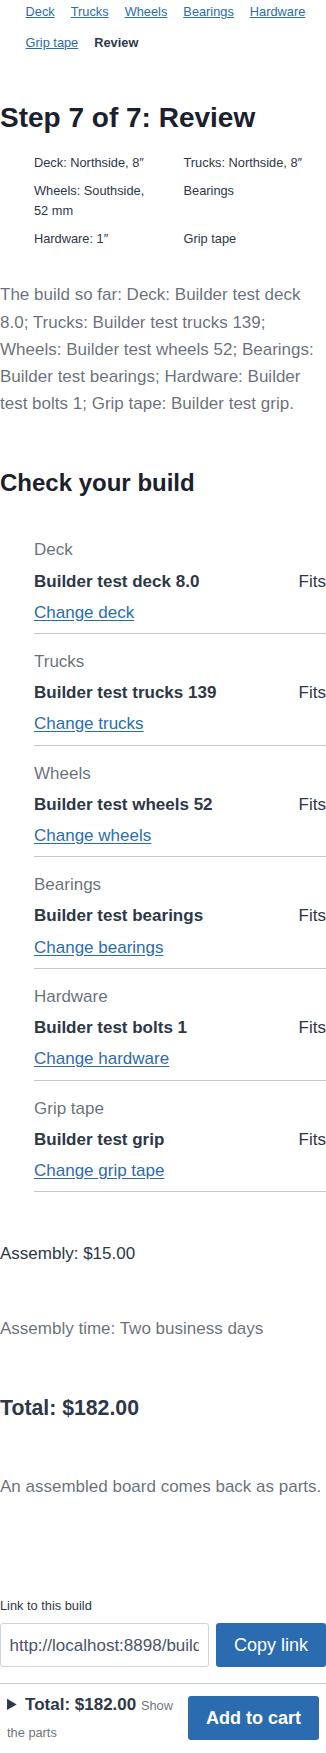 Deck Trucks Wheels Bearings Hardware
Grip tape Review
Step 7 of 7: Review
Deck: Northside, 8″ Trucks: Northside, 8″
Wheels: Southside, Bearings
52 mm
Hardware: 1″ Grip tape
The build so far: Deck: Builder test deck
8.0; Trucks: Builder test trucks 139;
Wheels: Builder test wheels 52; Bearings:
Builder test bearings; Hardware: Builder
test bolts 1; Grip tape: Builder test grip.
Check your build
Deck
Builder test deck 8.0 Fits
Change deck
Trucks
Builder test trucks 139 Fits
Change trucks
Wheels
Builder test wheels 52 Fits
Change wheels
Bearings
Builder test bearings Fits
Change bearings
Hardware
Builder test bolts 1 Fits
Change hardware
Grip tape
Builder test grip Fits
Change grip tape
Assembly: $15.00
Assembly time: Two business days
Total: $182.00
An assembled board comes back as parts.
Link to this build
http://localhost:8898/build Copy link
Total: $182.00 Show Add to cart
the parts